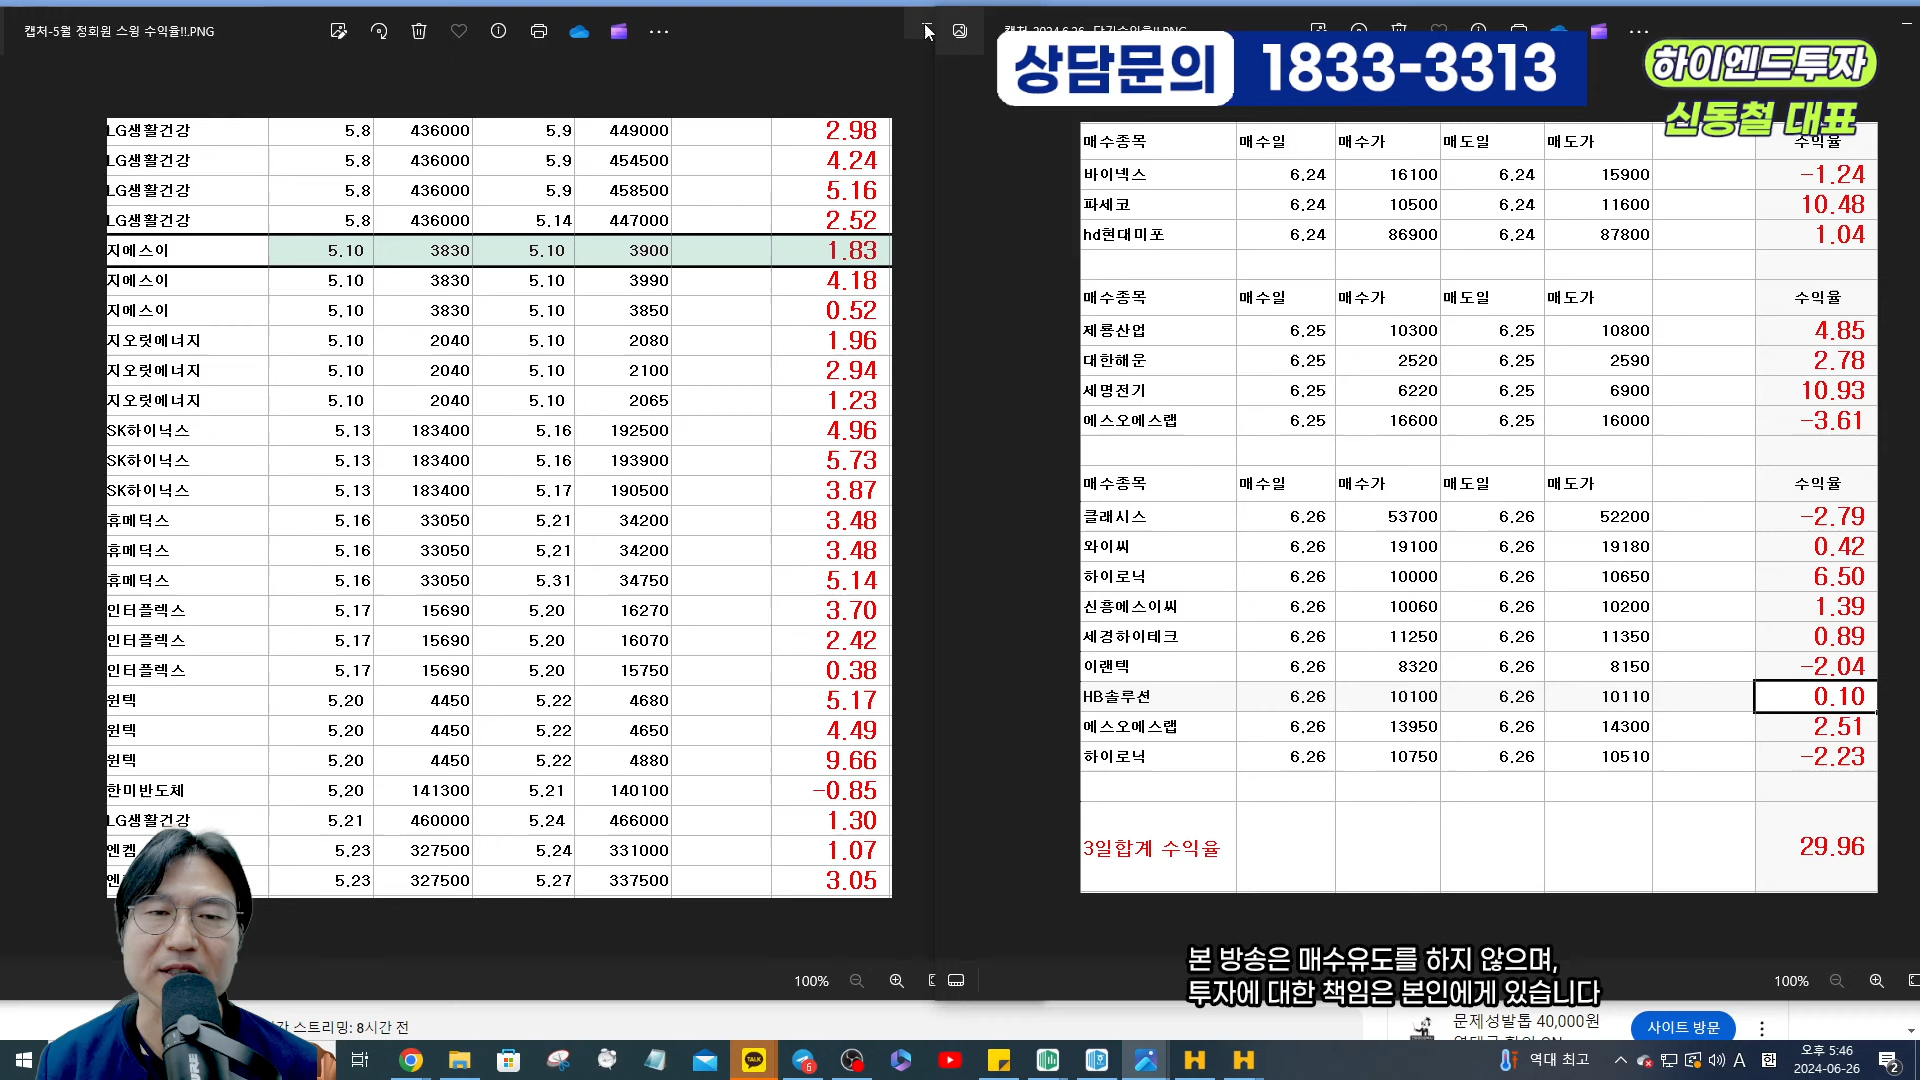 캡처-5월 정회원 스윙 수익율!!.PNG
상담문의 1833-3313
하이엔드투자
신동철 대표
LG생활건강 5.8 436000 5.9 449000 2.98
LG생활건강 5.8 436000 5.9 454500 4.24
LG생활건강 5.8 436000 5.9 458500 5.16
LG생활건강 5.8 436000 5.14 447000 2.52
지에스이 5.10 3830 5.10 3900 1.83
지에스이 5.10 3830 5.10 3990 4.18
지에스이 5.10 3830 5.10 3850 0.52
지오릿에너지 5.10 2040 5.10 2080 1.96
지오릿에너지 5.10 2040 5.10 2100 2.94
지오릿에너지 5.10 2040 5.10 2065 1.23
SK하이닉스 5.13 183400 5.16 192500 4.96
SK하이닉스 5.13 183400 5.16 193900 5.73
SK하이닉스 5.13 183400 5.17 190500 3.87
휴메딕스 5.16 33050 5.21 34200 3.48
휴메딕스 5.16 33050 5.21 34200 3.48
휴메딕스 5.16 33050 5.31 34750 5.14
인터플렉스 5.17 15690 5.20 16270 3.70
인터플렉스 5.17 15690 5.20 16070 2.42
인터플렉스 5.17 15690 5.20 15750 0.38
윈텍 5.20 4450 5.22 4680 5.17
윈텍 5.20 4450 5.22 4650 4.49
윈텍 5.20 4450 5.22 4880 9.66
한미반도체 5.20 141300 5.21 140100 -0.85
LG생활건강 5.21 460000 5.24 466000 1.30
엔켐 5.23 327500 5.24 331000 1.07
5.23 327500 5.27 337500 3.05
100%
매수종목 매수일 매수가 매도일 매도가 수익율
바이넥스 6.24 16100 6.24 15900 -1.24
파세코 6.24 10500 6.24 11600 10.48
hd현대미포 6.24 86900 6.24 87800 1.04
매수종목 매수일 매수가 매도일 매도가 수익율
제룡산업 6.25 10300 6.25 10800 4.85
대한해운 6.25 2520 6.25 2590 2.78
세명전기 6.25 6220 6.25 6900 10.93
에스오에스랩 6.25 16600 6.25 16000 -3.61
매수종목 매수일 매수가 매도일 매도가 수익율
클래시스 6.26 53700 6.26 52200 -2.79
와이씨 6.26 19100 6.26 19180 0.42
하이로닉 6.26 10000 6.26 10650 6.50
신흥에스이씨 6.26 10060 6.26 10200 1.39
세경하이테크 6.26 11250 6.26 11350 0.89
이랜텍 6.26 8320 6.26 8150 -2.04
HB솔루션 6.26 10100 6.26 10110 0.10
에스오에스랩 6.26 13950 6.26 14300 2.51
하이로닉 6.26 10750 6.26 10510 -2.23
3일합계 수익율 29.96
본 방송은 매수유도를 하지 않으며,
투자에 대한 책임은 본인에게 있습니다
100%
스트리밍: 8시간 전
문제성발톱 40,000원
사이트 방문
TALK
6
역대 최고
A
한
오후 5:46
2024-06-26
2